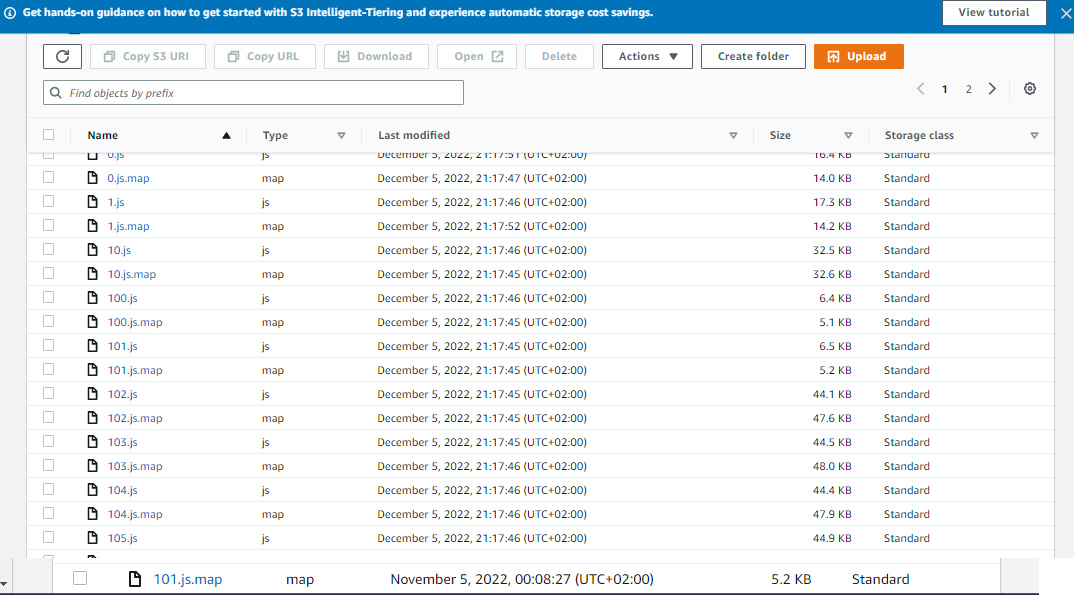 Get hands-on guidance on how to get started with S3 Intelligent-Tiering and experience automatic storage cost savings. View tutorial
Copy S3 URI Copy URL Download Open Delete Actions Create folder Upload
Find objects by prefix 1 2
Name Type Last modified Size Storage class
0.js js December 5, 2022, 21:17:51 (UTC+02:00) 16.4 KB Standard
0.js.map map December 5, 2022, 21:17:47 (UTC+02:00) 14.0 KB Standard
1.js js December 5, 2022, 21:17:46 (UTC+02:00) 17.3 KB Standard
1.js.map map December 5, 2022, 21:17:52 (UTC+02:00) 14.2 KB Standard
10.js js December 5, 2022, 21:17:46 (UTC+02:00) 32.5 KB Standard
10.js.map map December 5, 2022, 21:17:45 (UTC+02:00) 32.6 KB Standard
100.js js December 5, 2022, 21:17:46 (UTC+02:00) 6.4 KB Standard
100.js.map map December 5, 2022, 21:17:45 (UTC+02:00) 5.1 KB Standard
101.js js December 5, 2022, 21:17:45 (UTC+02:00) 6.5 KB Standard
101.js.map map December 5, 2022, 21:17:45 (UTC+02:00) 5.2 KB Standard
102.js js December 5, 2022, 21:17:45 (UTC+02:00) 44.1 KB Standard
102.js.map map December 5, 2022, 21:17:45 (UTC+02:00) 47.6 KB Standard
103.js js December 5, 2022, 21:17:45 (UTC+02:00) 44.5 KB Standard
103.js.map map December 5, 2022, 21:17:46 (UTC+02:00) 48.0 KB Standard
104.js js December 5, 2022, 21:17:46 (UTC+02:00) 44.4 KB Standard
104.js.map map December 5, 2022, 21:17:46 (UTC+02:00) 47.9 KB Standard
105.js js December 5, 2022, 21:17:46 (UTC+02:00) 44.9 KB Standard
101.js.map map November 5, 2022, 00:08:27 (UTC+02:00) 5.2 KB Standard